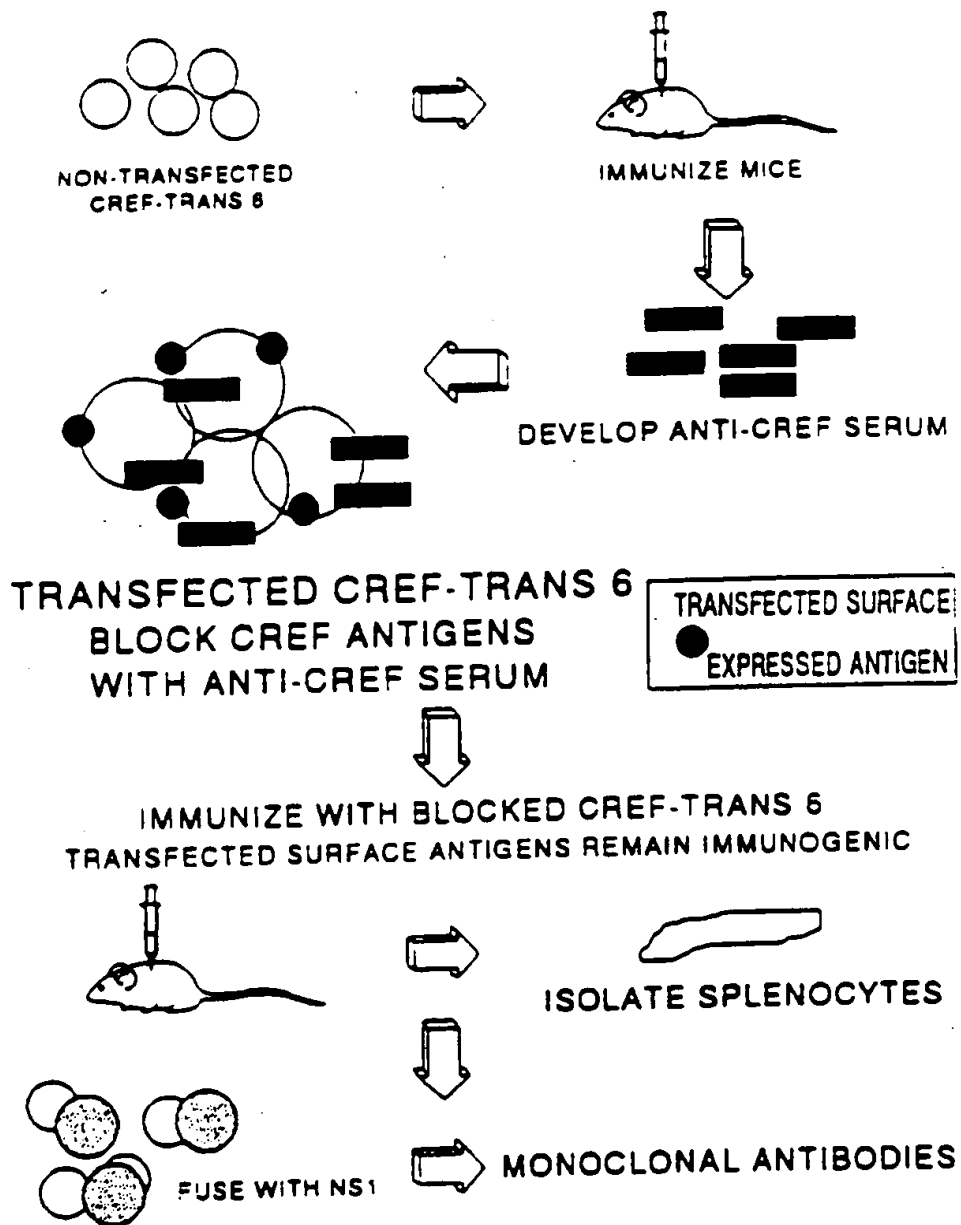 NON-TRANSFECTED
CREF-TRANS 6
IMMUNIZE MICE
DEVELOP ANTI-CREF SERUM
TRANSFECTED CREF-TRANS 6
BLOCK CREF ANTIGENS
WITH ANTI-CREF SERUM
TRANSFECTED SURFACE
EXPRESSED ANTIGEN
IMMUNIZE WITH BLOCKED CREF-TRANS 6
TRANSFECTED SURFACE ANTIGENS REMAIN IMMUNOGENIC
ISOLATE SPLENOCYTES
FUSE WITH NS1
MONOCLONAL ANTIBODIES